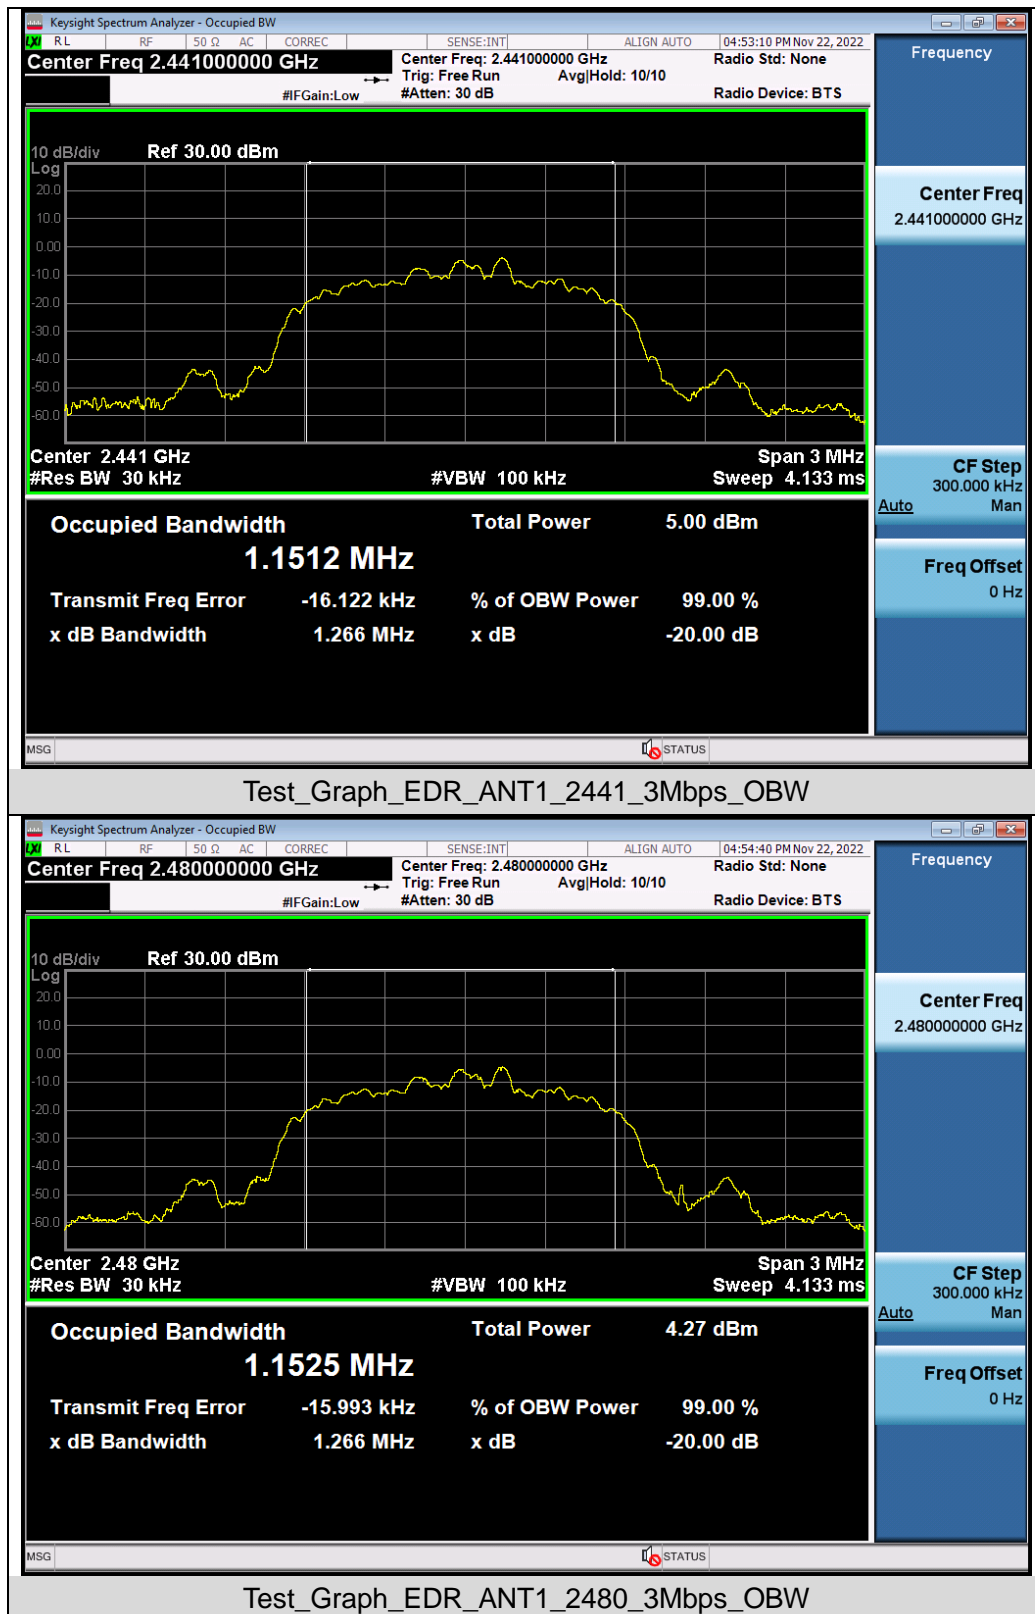 Keysight Spectrum Analyzer - Occupied BW
LXI RL RF 50 Ω AC CORREC SENSE:INT ALIGN AUTO 04:53:10 PM Nov 22, 2022
Center Freq 2.441000000 GHz
Center Freq: 2.441000000 GHz
Radio Std: None
Trig: Free Run Avg|Hold: 10/10
#IFGain:Low
#Atten: 30 dB
Radio Device: BTS
Frequency
10 dB/div Ref 30.00 dBm
Log
20.0
10.0
0.00
-10.0
-20.0
-30.0
-40.0
-50.0
-60.0
Center Freq
2.441000000 GHz
Center 2.441 GHz
Span 3 MHz
#Res BW 30 kHz
#VBW 100 kHz
Sweep 4.133 ms
CF Step
300.000 kHz
Auto Man
Freq Offset
0 Hz
Occupied Bandwidth
Total Power 5.00 dBm
1.1512 MHz
Transmit Freq Error -16.122 kHz
% of OBW Power 99.00 %
x dB Bandwidth 1.266 MHz
x dB -20.00 dB
MSG
STATUS
Test_Graph_EDR_ANT1_2441_3Mbps_OBW
Keysight Spectrum Analyzer - Occupied BW
LXI RL RF 50 Ω AC CORREC SENSE:INT ALIGN AUTO 04:54:40 PM Nov 22, 2022
Center Freq 2.480000000 GHz
Center Freq: 2.480000000 GHz
Radio Std: None
Trig: Free Run Avg|Hold: 10/10
#IFGain:Low
#Atten: 30 dB
Radio Device: BTS
Frequency
10 dB/div Ref 30.00 dBm
Log
20.0
10.0
0.00
-10.0
-20.0
-30.0
-40.0
-50.0
-60.0
Center Freq
2.480000000 GHz
Center 2.48 GHz
Span 3 MHz
#Res BW 30 kHz
#VBW 100 kHz
Sweep 4.133 ms
CF Step
300.000 kHz
Auto Man
Freq Offset
0 Hz
Occupied Bandwidth
Total Power 4.27 dBm
1.1525 MHz
Transmit Freq Error -15.993 kHz
% of OBW Power 99.00 %
x dB Bandwidth 1.266 MHz
x dB -20.00 dB
MSG
STATUS
Test_Graph_EDR_ANT1_2480_3Mbps_OBW